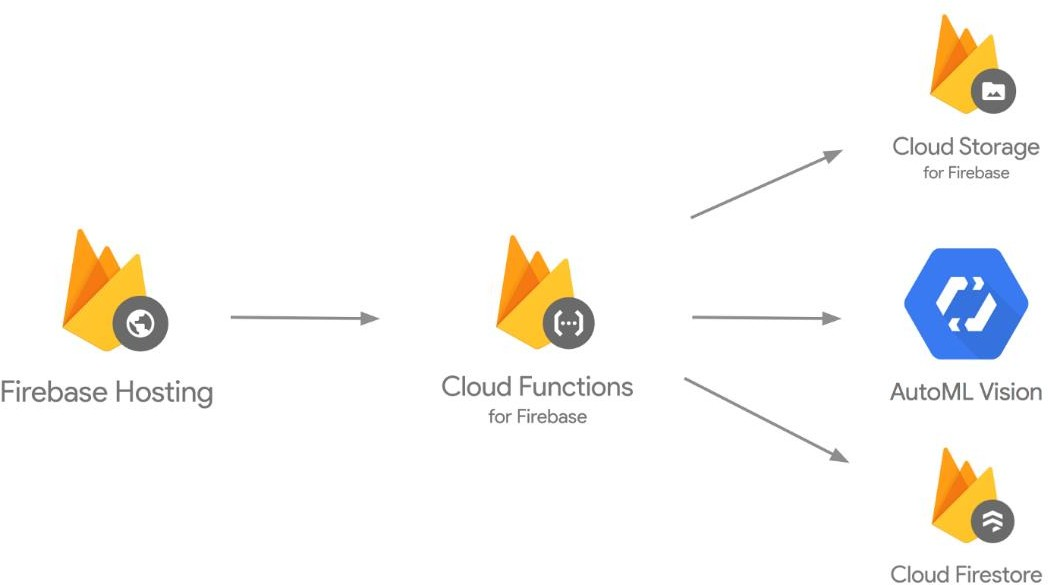 Firebase Hosting
Cloud Functions
for Firebase
Cloud Storage
for Firebase
AutoML Vision
Cloud Firestore